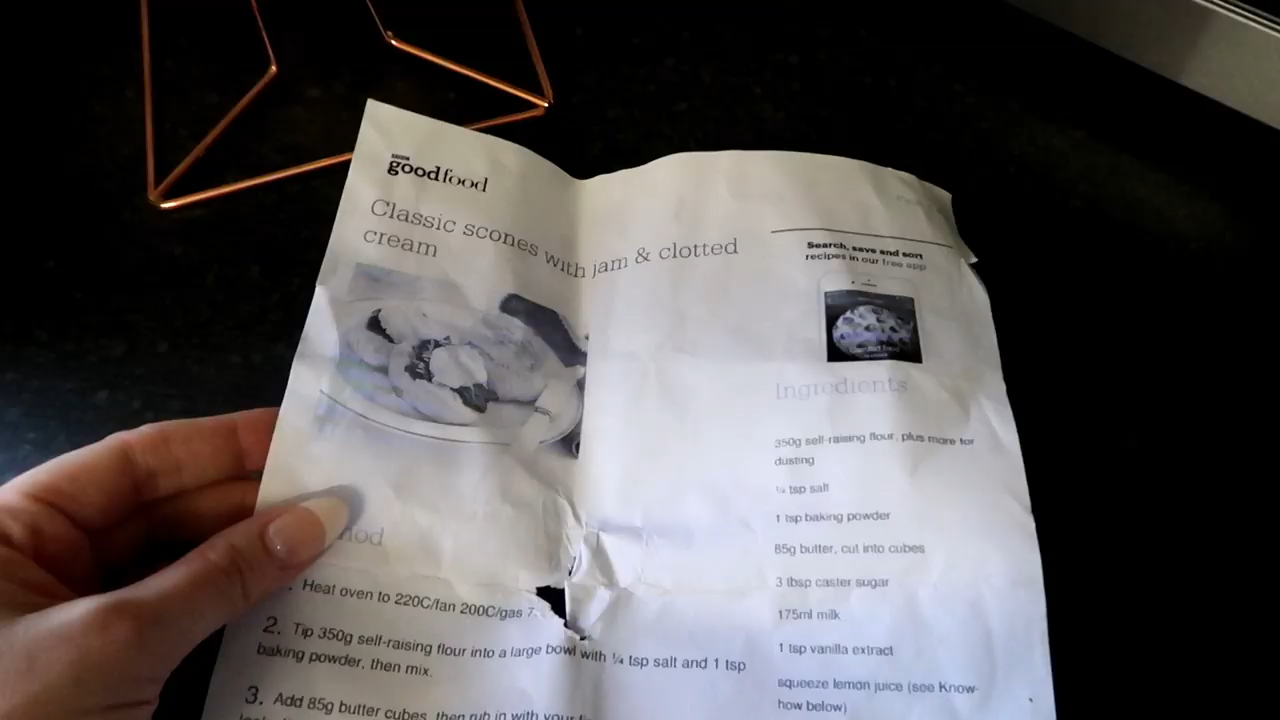 goodfood
Classic scones with jam & clotted
cream
Search, save and sort
recipes in our free app
Ingredients
350g self-raising flour, plus more for
dusting
¼ tsp salt
1 tsp baking powder
85g butter, cut into cubes
3 tbsp caster sugar
175ml milk
1 tsp vanilla extract
squeeze lemon juice (see Know-
how below)
Heat oven to 220C/fan 200C/gas 7.
2. Tip 350g self-raising flour into a large bowl with ¼ tsp salt and 1 tsp
baking powder, then mix.
3. Add 85g butter cubes, then rub in with your